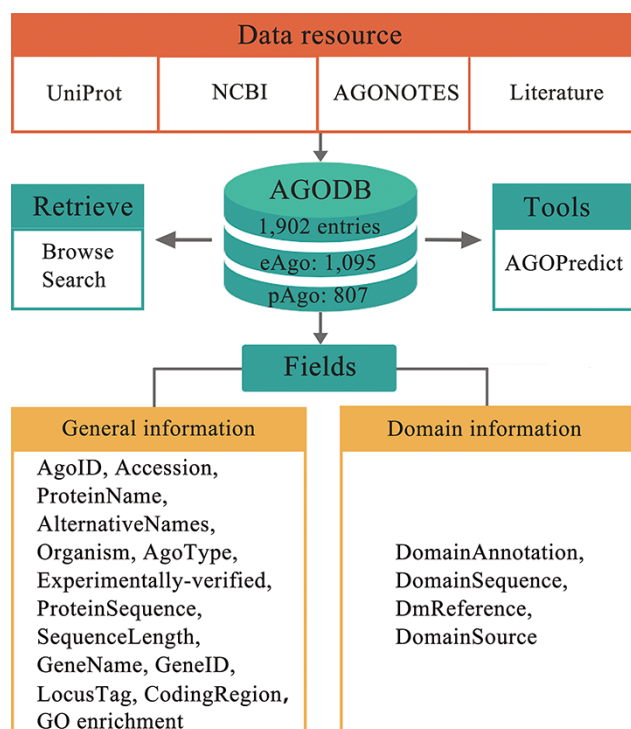 Data resource
UniProt
NCBI
AGONOTES
Literature
AGODB
1,902 entries
eAgo: 1,095
pAgo: 807
Retrieve
Browse
Search
Tools
AGOPredict
Fields
General information
AgoID, Accession,
ProteinName,
AlternativeNames,
Organism, AgoType,
Experimentally-verified,
ProteinSequence,
SequenceLength,
GeneName, GeneID,
LocusTag, CodingRegion,
GO enrichment
Domain information
DomainAnnotation,
DomainSequence,
DmReference,
DomainSource